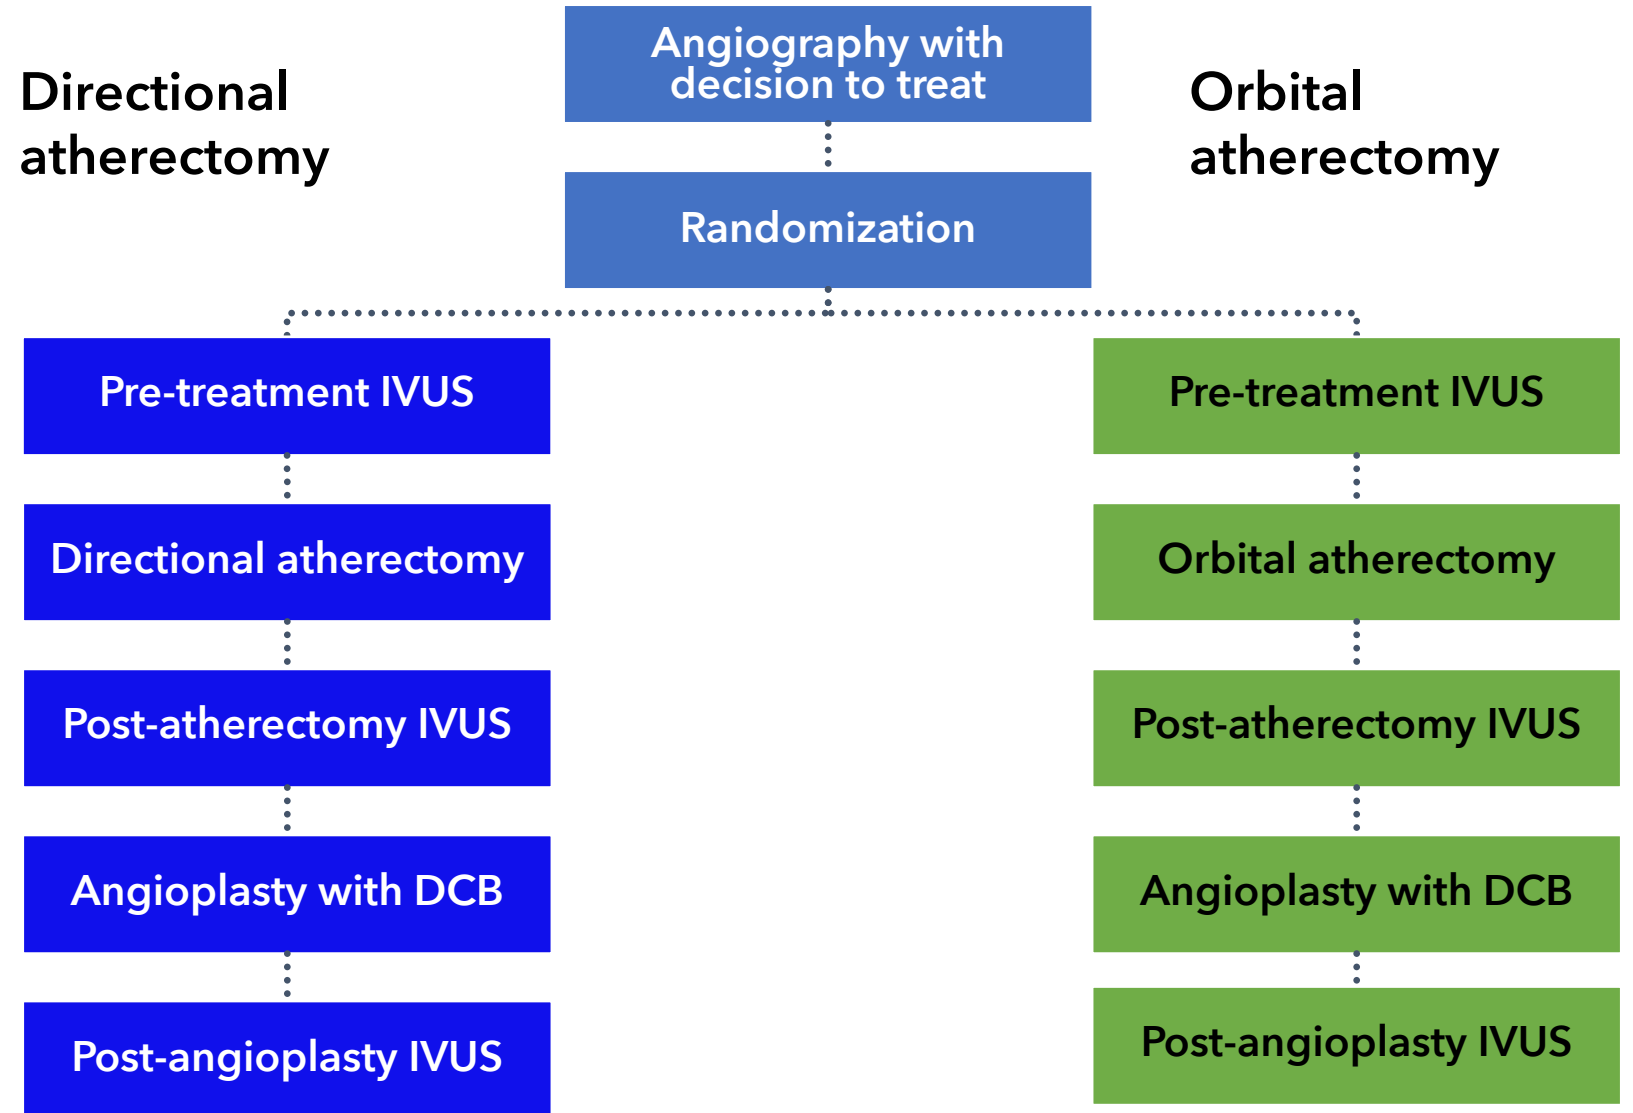 Directional
atherectomy
Angiography with
decision to treat
Orbital
atherectomy
Randomization
Pre-treatment IVUS
Directional atherectomy
Post-atherectomy IVUS
Angioplasty with DCB
Post-angioplasty IVUS
Pre-treatment IVUS
Orbital atherectomy
Post-atherectomy IVUS
Angioplasty with DCB
Post-angioplasty IVUS